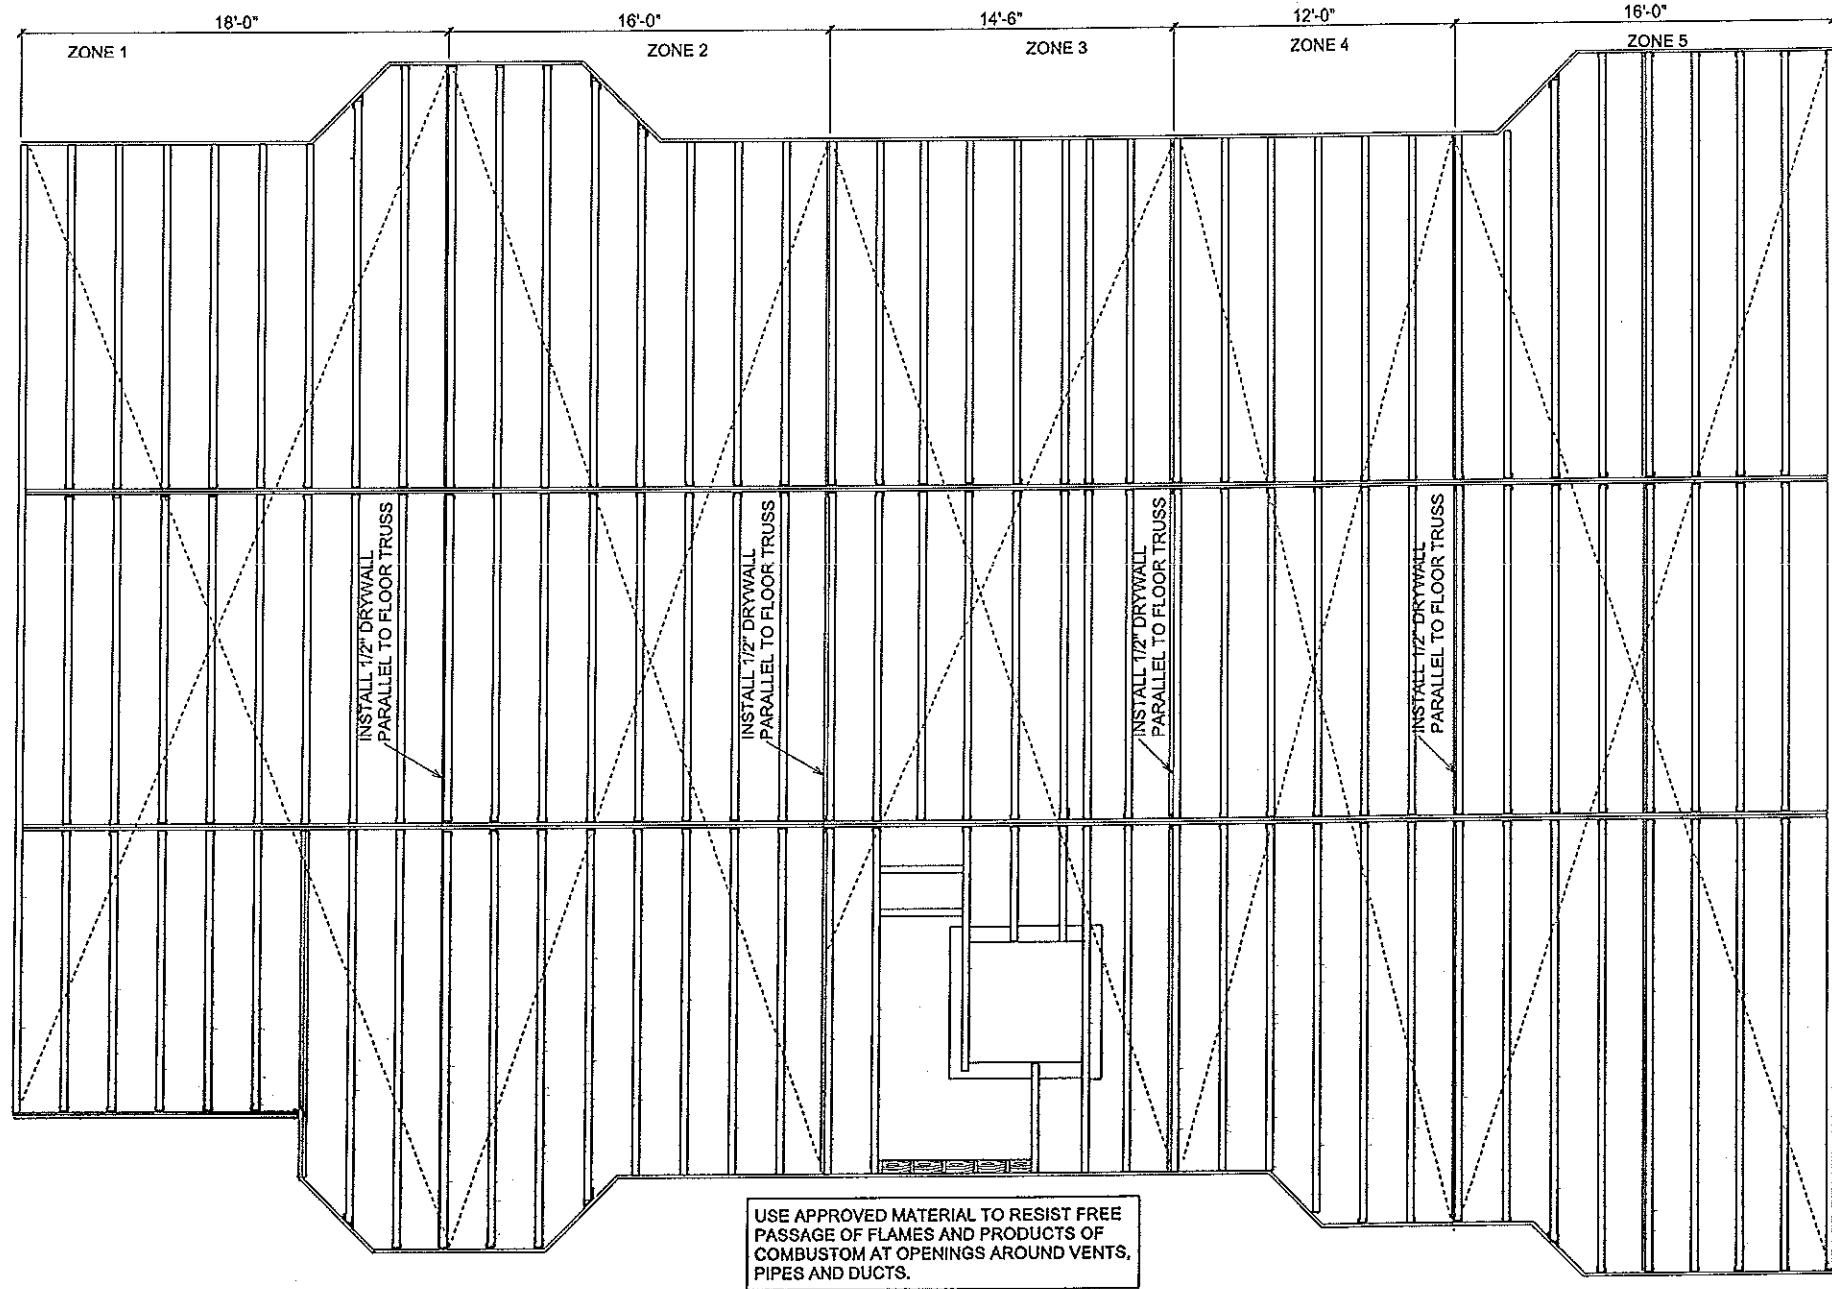 18'-0"
16'-0"
14'-6"
12'-0"
16'-0"
ZONE 1
ZONE 2
ZONE 3
ZONE 4
ZONE 5
INSTALL 1/2" DRYWALL
PARALLEL TO FLOOR TRUSS
INSTALL 1/2" DRYWALL
PARALLEL TO FLOOR TRUSS
INSTALL 1/2" DRYWALL
PARALLEL TO FLOOR TRUSS
INSTALL 1/2" DRYWALL
PARALLEL TO FLOOR TRUSS
USE APPROVED MATERIAL TO RESIST FREE
PASSAGE OF FLAMES AND PRODUCTS OF
COMBUSTOM AT OPENINGS AROUND VENTS,
PIPES AND DUCTS.